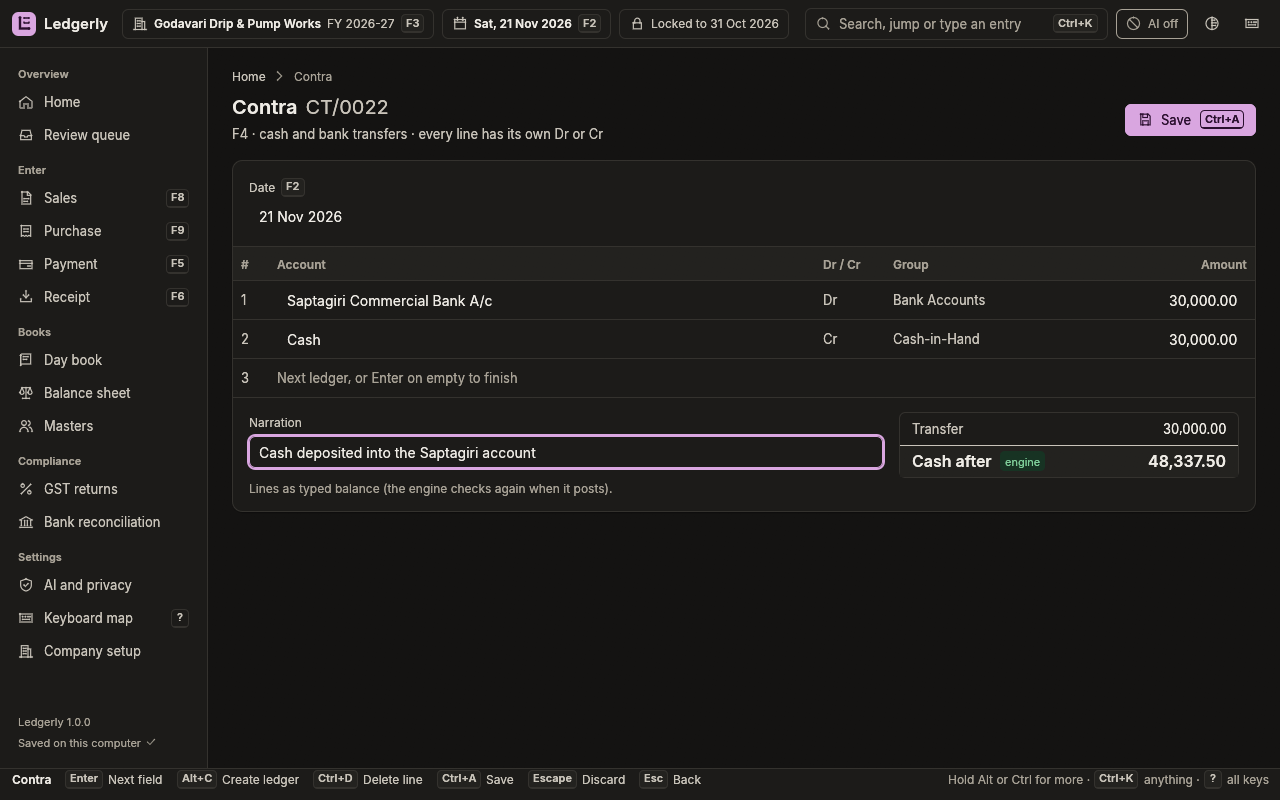 Ledgerly
Godavari Drip & Pump Works FY 2026-27 F3
Sat, 21 Nov 2026 F2
Locked to 31 Oct 2026
Search, jump or type an entry Ctrl+K
AI off
Overview
Home
Review queue
Enter
Sales F8
Purchase F9
Payment F5
Receipt F6
Books
Day book
Balance sheet
Masters
Compliance
GST returns
Bank reconciliation
Settings
AI and privacy
Keyboard map ?
Company setup
Ledgerly 1.0.0
Saved on this computer
Home Contra
Contra CT/0022
F4 · cash and bank transfers · every line has its own Dr or Cr
Save Ctrl+A
Date F2
21 Nov 2026
# Account Dr / Cr Group Amount
1 Saptagiri Commercial Bank A/c Dr Bank Accounts 30,000.00
2 Cash Cr Cash-in-Hand 30,000.00
3 Next ledger, or Enter on empty to finish
Narration
Cash deposited into the Saptagiri account
Lines as typed balance (the engine checks again when it posts).
Transfer 30,000.00
Cash after engine 48,337.50
Contra Enter Next field Alt+C Create ledger Ctrl+D Delete line Ctrl+A Save Escape Discard Esc Back
Hold Alt or Ctrl for more · Ctrl+K anything · ? all keys